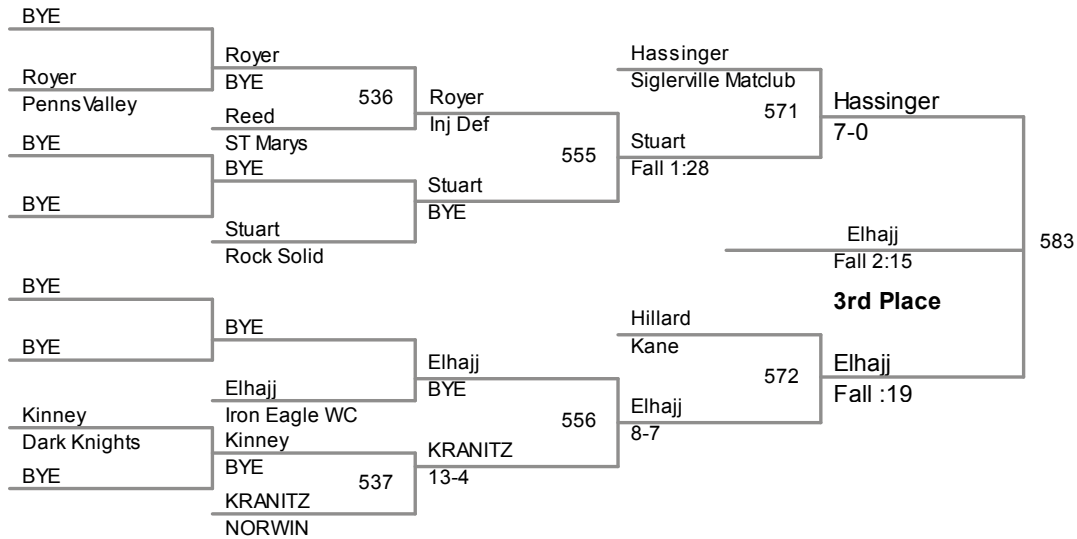 BYE
Royer
PennsValley
BYE
BYE
BYE
BYE
Kinney
Dark Knights
BYE
Royer
BYE
536
Reed
ST Marys
BYE
Stuart
Rock Solid
BYE
Elhajj
Iron Eagle WC
Kinney
BYE
537
KRANITZ
NORWIN
Royer
Inj Def
555
Stuart
BYE
Elhajj
BYE
556
KRANITZ
13-4
Hassinger
Siglerville Matclub
571
Stuart
Fall 1:28
Hillard
Kane
572
Elhajj
8-7
Hassinger
7-0
Elhajj
Fall 2:15
583
3rd Place
Elhajj
Fall :19